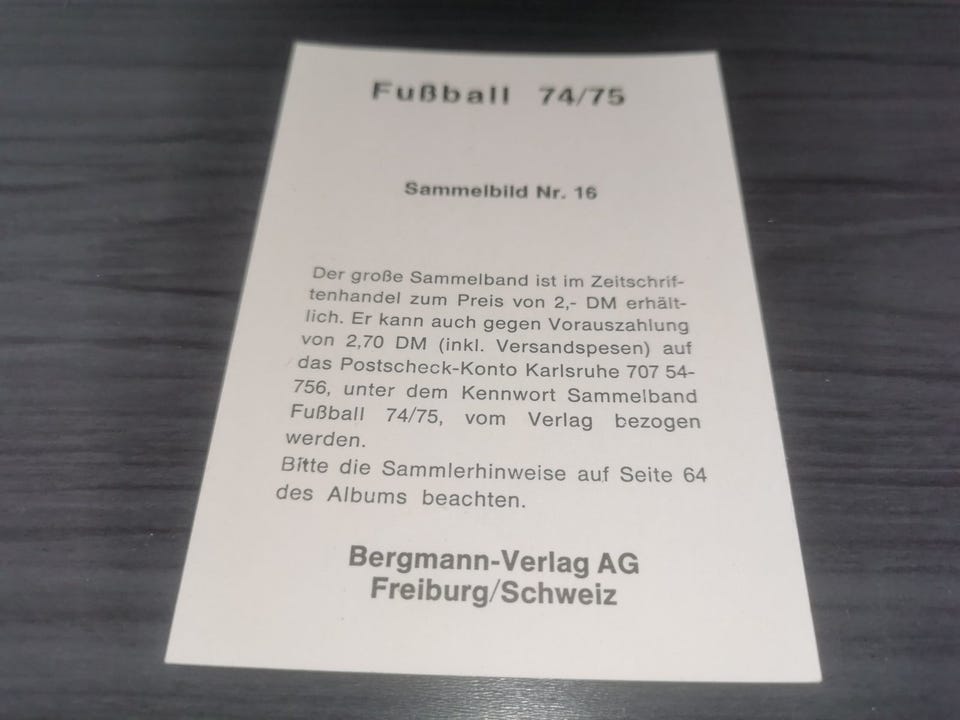 Fußball 74/75
Sammelbild Nr. 16
Der große Sammelband ist im Zeitschrif-
tenhandel zum Preis von 2,- DM erhält-
lich. Er kann auch gegen Vorauszahlung
von 2,70 DM (inkl. Versandspesen) auf
das Postscheck-Konto Karlsruhe 707 54-
756, unter dem Kennwort Sammelband
Fußball 74/75, vom Verlag bezogen
werden.
Bitte die Sammlerhinweise auf Seite 64
des Albums beachten.
Bergmann-Verlag AG
Freiburg/Schweiz